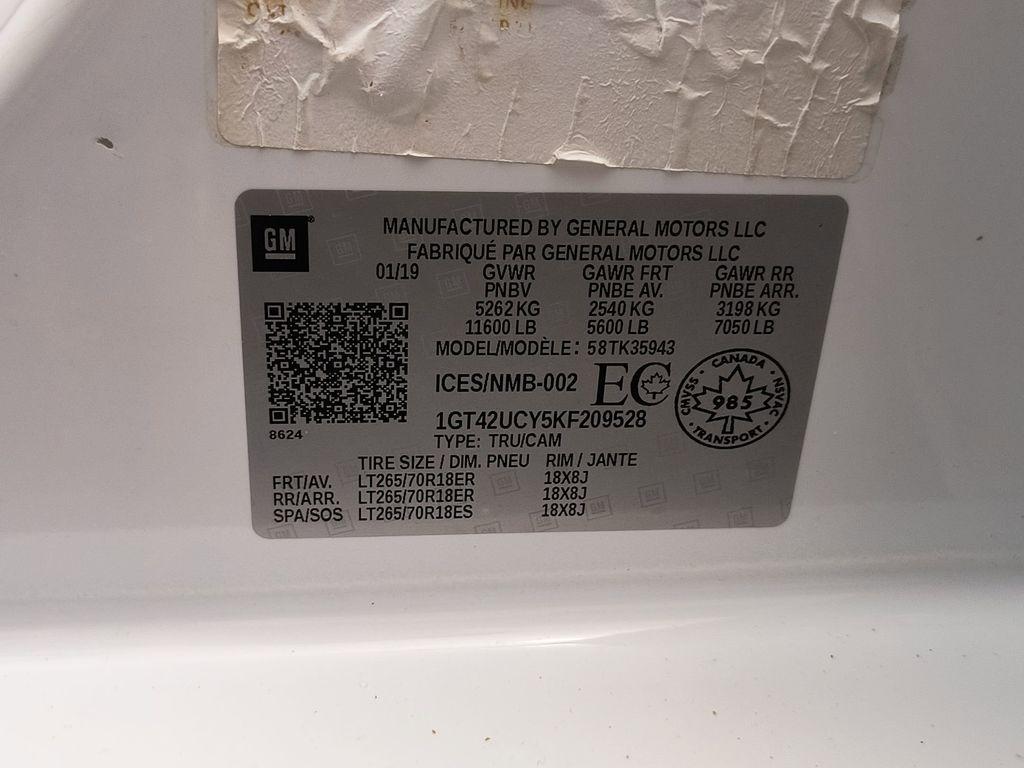 GM
MANUFACTURED BY GENERAL MOTORS LLC
FABRIQUÉ PAR GENERAL MOTORS LLC
01/19 GVWR GAWR FRT GAWR RR
PNBV PNBE AV. PNBE ARR.
5262 KG 2540 KG 3198 KG
11600 LB 5600 LB 7050 LB
MODEL/MODÈLE: 58TK35943
ICES/NMB-002 EC
CANADA CMVSS NSVAC 985 TRANSPORT
1GT42UCY5KF209528
8624
TYPE: TRU/CAM
TIRE SIZE / DIM. PNEU RIM / JANTE
FRT/AV. LT265/70R18ER 18X8J
RR/ARR. LT265/70R18ER 18X8J
SPA/SOS LT265/70R18ES 18X8J